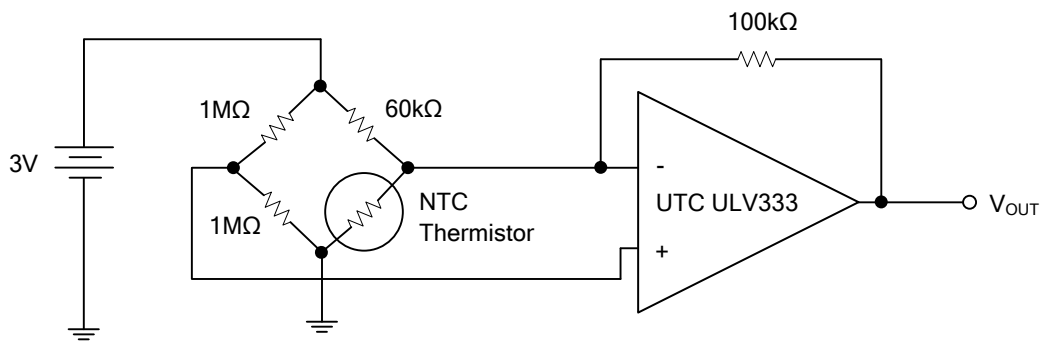 100kΩ
1MΩ
60kΩ
3V
1MΩ
NTC
Thermistor
-
UTC ULV333
+
VOUT